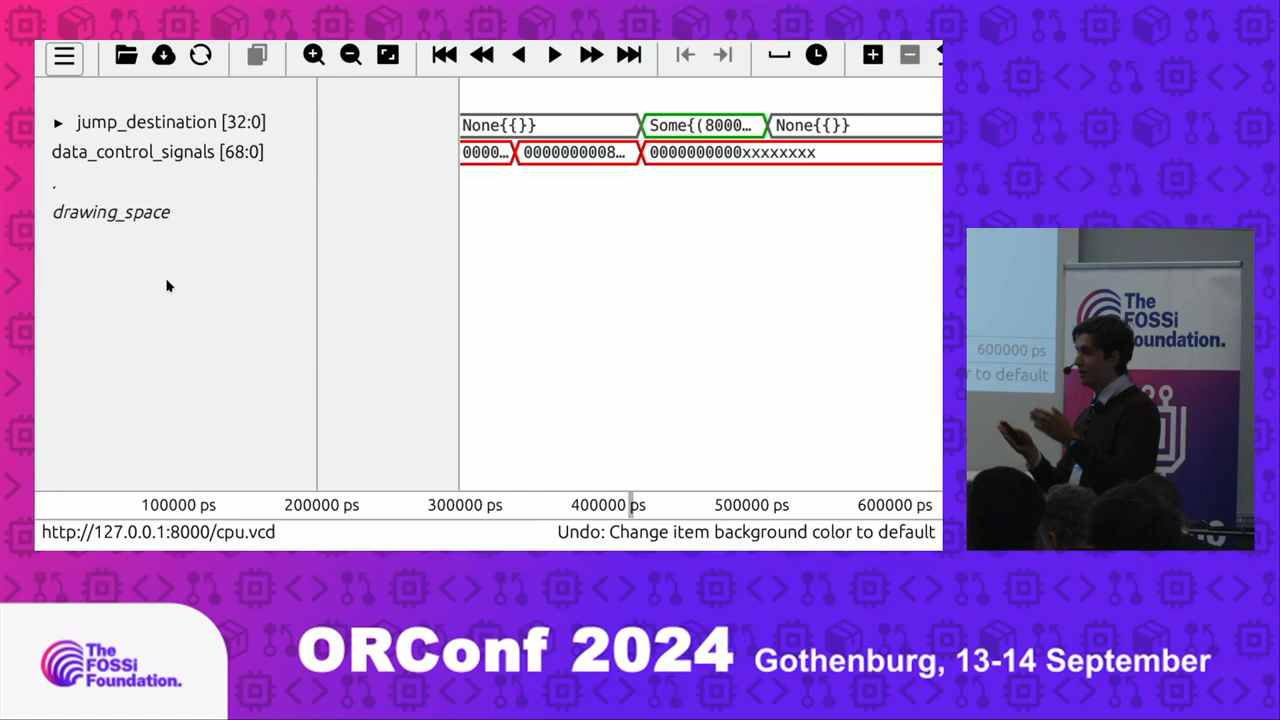 jump_destination [32:0]
None{{}}
Some{(8000…
None{{}}
data_control_signals [68:0]
0000…
0000000008…
0000000000xxxxxxxx
.
drawing_space
100000 ps
200000 ps
300000 ps
400000 ps
500000 ps
600000 ps
http://127.0.0.1:8000/cpu.vcd
Undo: Change item background color to default
The
FOSSi
oundation.
600000 ps
r to default
The
FOSSi
Foundation.
ORConf 2024 Gothenburg, 13-14 September